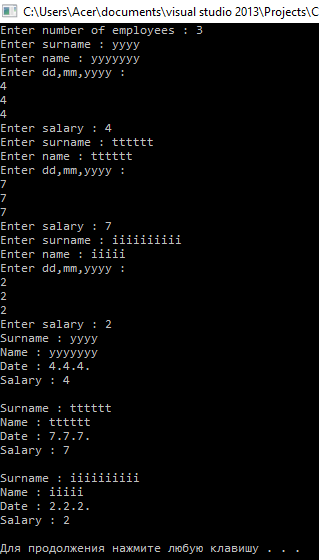 C:\Users\Acer\documents\visual studio 2013\Projects\C
Enter number of employees : 3
Enter surname : yyyy
Enter name : yyyyyyy
Enter dd,mm,yyyy :
4
4
4
Enter salary : 4
Enter surname : tttttt
Enter name : tttttt
Enter dd,mm,yyyy :
7
7
7
Enter salary : 7
Enter surname : iiiiiiiiii
Enter name : iiiii
Enter dd,mm,yyyy :
2
2
2
Enter salary : 2
Surname : yyyy
Name : yyyyyyy
Date : 4.4.4.
Salary : 4
Surname : tttttt
Name : tttttt
Date : 7.7.7.
Salary : 7
Surname : iiiiiiiiii
Name : iiiii
Date : 2.2.2.
Salary : 2
Для продолжения нажмите любую клавишу . . .